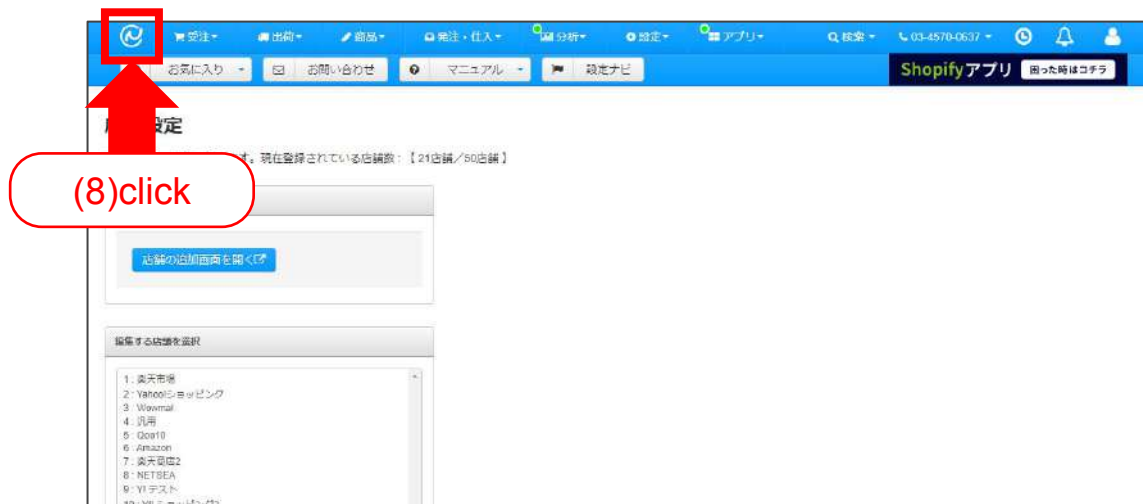 受注 出荷 商品 発注・仕入 分析 設定 アプリ 検索 03-4570-0637
お気に入り お問い合わせ マニュアル 設定ナビ Shopifyアプリ 困った時はコチラ
設定
す。現在登録されている店舗数:【21店舗/50店舗】
(8)click
店舗の追加画面を開く
編集する店舗を選択
1 : 楽天市場
2 : Yahoo!ショッピング
3 : Wowma!
4 : 汎用
5 : Qoo10
6 : Amazon
7 : 楽天商店2
8 : NETSEA
9 : Y!テスト